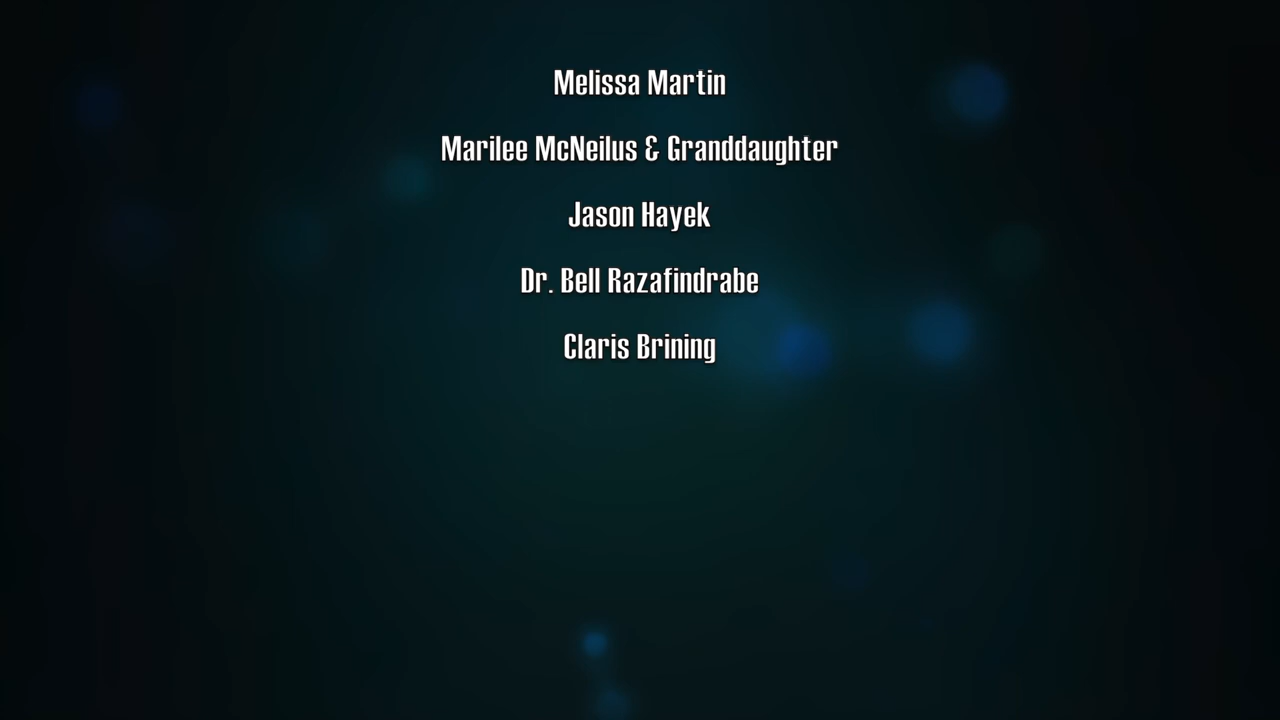 Melissa Martin
Marilee McNeilus & Granddaughter
Jason Hayek
Dr. Bell Razafindrabe
Claris Brining